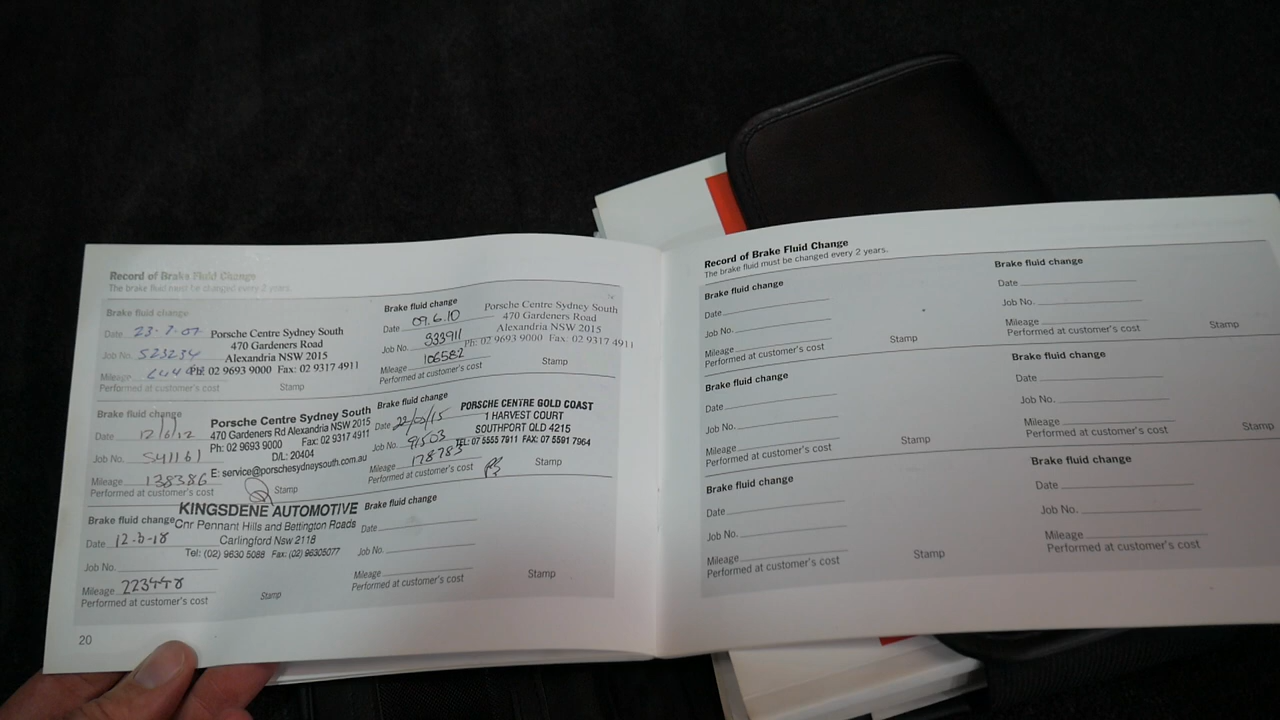 Record of Brake Fluid Change
The brake fluid must be changed every 2 years.
Brake fluid change
Date
Porsche Centre Sydney South
470 Gardeners Road
Job No. 523234
Alexandria NSW 2015
Mileage
Ph: 02 9693 9000 Fax: 02 9317 4911
Performed at customer's cost
Stamp
Brake fluid change
Date 09.6.10
Porsche Centre Sydney South
470 Gardeners Road
Job No. 333911
Alexandria NSW 2015
Ph: 02 9693 9000 Fax: 02 9317 4911
Mileage 106582
Performed at customer's cost
Stamp
Brake fluid change
Date 12/6/12
Porsche Centre Sydney South
470 Gardeners Rd Alexandria NSW 2015
Ph: 02 9693 9000 Fax: 02 9317 4911
Job No. 541161
D/L: 20404
Mileage 138386
E: service@porschesydneysouth.com.au
Performed at customer's cost
Stamp
Brake fluid change
Date
PORSCHE CENTRE GOLD COAST
1 HARVEST COURT
SOUTHPORT QLD 4215
Job No. 91503
TEL: 07 5555 7911 FAX: 07 5591 7964
Mileage 178783
Performed at customer's cost
Stamp
Brake fluid change
KINGSDENE AUTOMOTIVE
Cnr Pennant Hills and Bettington Roads
Date
Carlingford Nsw 2118
Tel: (02) 9630 5088 Fax: (02) 96305077
Job No.
Mileage 223448
Performed at customer's cost
Stamp
Brake fluid change
Date
Job No.
Mileage
Performed at customer's cost
Stamp
20
Record of Brake Fluid Change
The brake fluid must be changed every 2 years.
Brake fluid change
Date
Job No.
Mileage
Performed at customer's cost
Stamp
Brake fluid change
Date
Job No.
Mileage
Performed at customer's cost
Stamp
Brake fluid change
Date
Job No.
Mileage
Performed at customer's cost
Stamp
Brake fluid change
Date
Job No.
Mileage
Performed at customer's cost
Stamp
Brake fluid change
Date
Job No.
Mileage
Performed at customer's cost
Stamp
Brake fluid change
Date
Job No.
Mileage
Performed at customer's cost